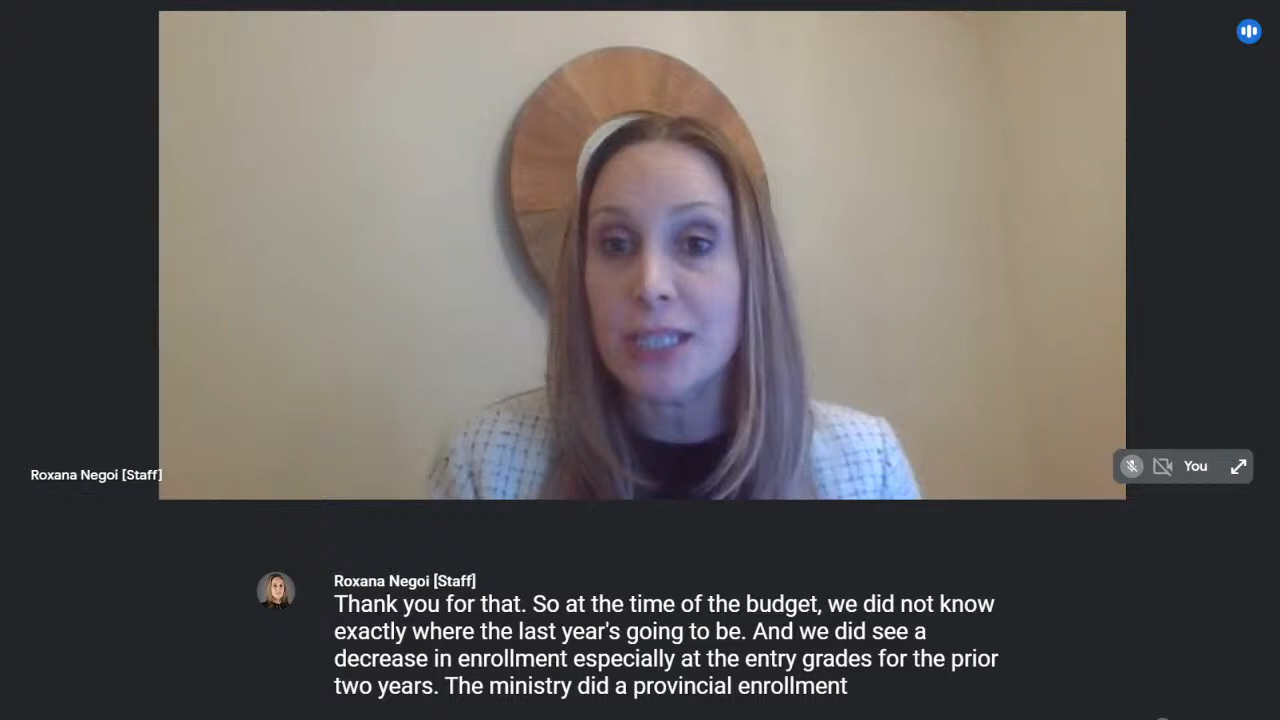 Roxana Negoi [Staff]
You
Roxana Negoi [Staff]
Thank you for that. So at the time of the budget, we did not know
exactly where the last year's going to be. And we did see a
decrease in enrollment especially at the entry grades for the prior
two years. The ministry did a provincial enrollment